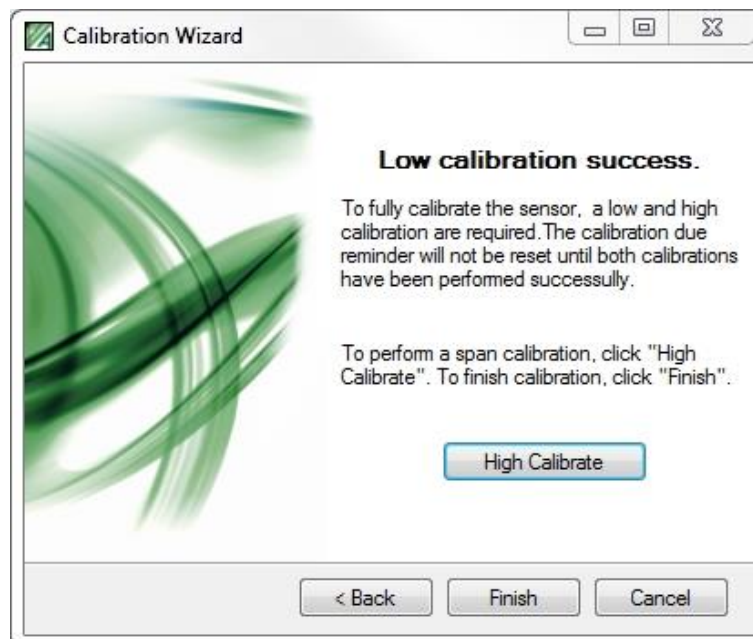 Calibration Wizard
Low calibration success.
To fully calibrate the sensor, a low and high
calibration are required.The calibration due
reminder will not be reset until both calibrations
have been performed successully.
To perform a span calibration, click "High
Calibrate". To finish calibration, click "Finish".
High Calibrate
< Back Finish Cancel